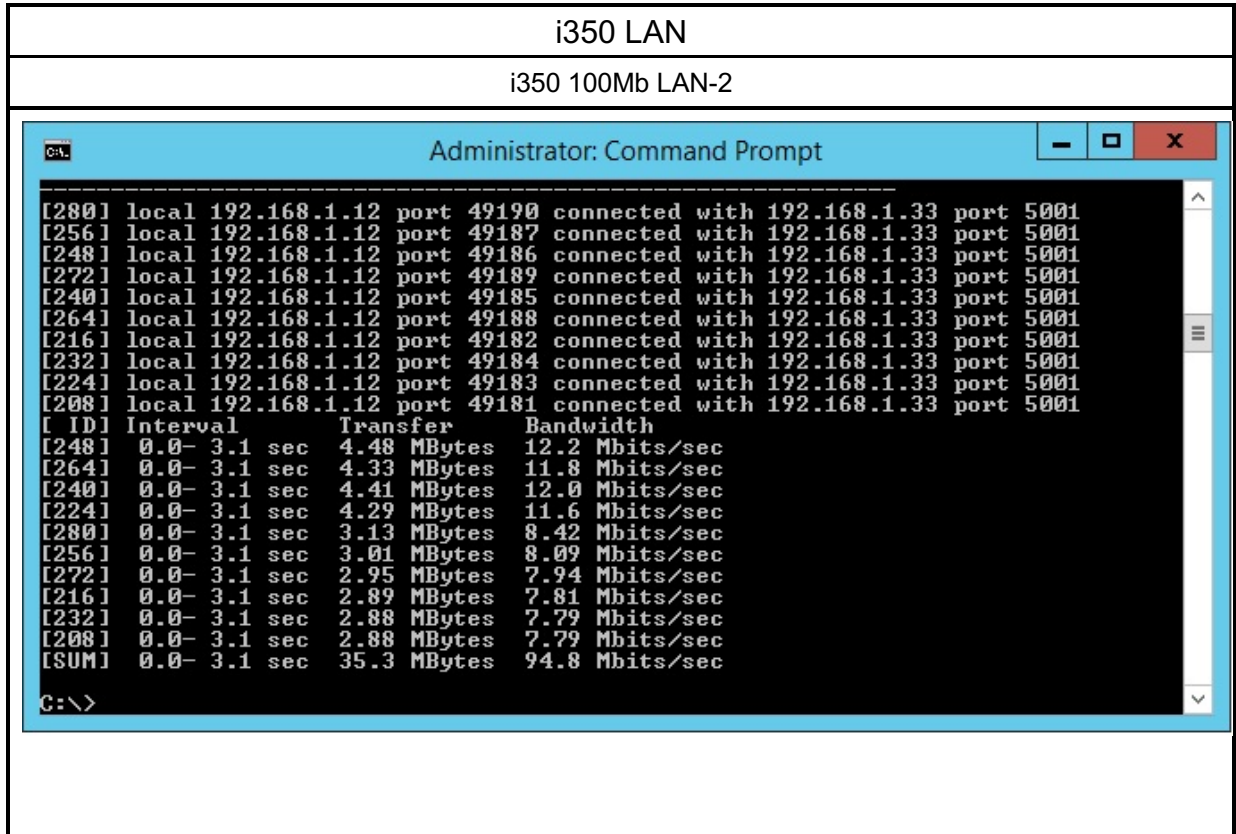 i350 LAN
i350 100Mb LAN-2
Administrator: Command Prompt
------------------------------------------------------------
[280] local 192.168.1.12 port 49190 connected with 192.168.1.33 port 5001
[256] local 192.168.1.12 port 49187 connected with 192.168.1.33 port 5001
[248] local 192.168.1.12 port 49186 connected with 192.168.1.33 port 5001
[272] local 192.168.1.12 port 49189 connected with 192.168.1.33 port 5001
[240] local 192.168.1.12 port 49185 connected with 192.168.1.33 port 5001
[264] local 192.168.1.12 port 49188 connected with 192.168.1.33 port 5001
[216] local 192.168.1.12 port 49182 connected with 192.168.1.33 port 5001
[232] local 192.168.1.12 port 49184 connected with 192.168.1.33 port 5001
[224] local 192.168.1.12 port 49183 connected with 192.168.1.33 port 5001
[208] local 192.168.1.12 port 49181 connected with 192.168.1.33 port 5001
[ ID] Interval       Transfer     Bandwidth
[248]  0.0- 3.1 sec  4.48 MBytes  12.2 Mbits/sec
[264]  0.0- 3.1 sec  4.33 MBytes  11.8 Mbits/sec
[240]  0.0- 3.1 sec  4.41 MBytes  12.0 Mbits/sec
[224]  0.0- 3.1 sec  4.29 MBytes  11.6 Mbits/sec
[280]  0.0- 3.1 sec  3.13 MBytes  8.42 Mbits/sec
[256]  0.0- 3.1 sec  3.01 MBytes  8.09 Mbits/sec
[272]  0.0- 3.1 sec  2.95 MBytes  7.94 Mbits/sec
[216]  0.0- 3.1 sec  2.89 MBytes  7.81 Mbits/sec
[232]  0.0- 3.1 sec  2.88 MBytes  7.79 Mbits/sec
[208]  0.0- 3.1 sec  2.88 MBytes  7.79 Mbits/sec
[SUM]  0.0- 3.1 sec  35.3 MBytes  94.8 Mbits/sec
C:\>